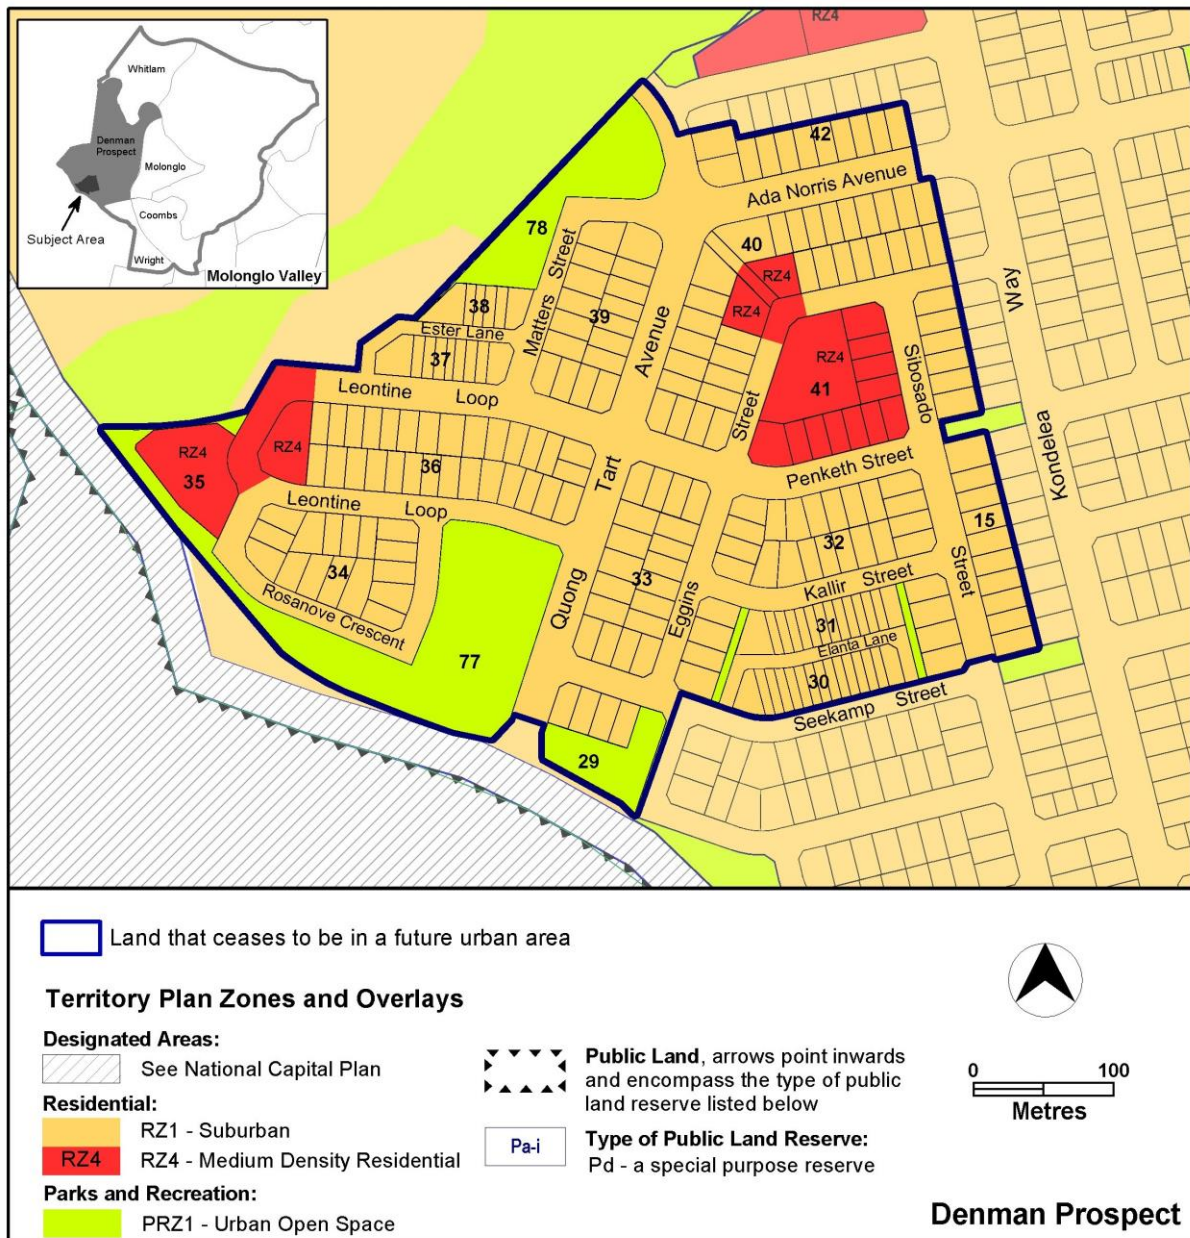 Whitlam
Denman
Prospect
Molonglo
Coombs
Subject Area
Wright
Molonglo Valley
RZ4
42
Ada Norris Avenue
78
Matters Street
40
RZ4
RZ4
38
Ester Lane
39
37
Avenue
Way
Leontine Loop
RZ4
41
Sibosado
Street
RZ4
35
RZ4
36
Tart
Penketh Street
Kondelea
Leontine Loop
15
32
34
33
Street
Rosanove Crescent
Quong
Eggins
Kallir Street
31
Elanta Lane
77
30
Seekamp Street
29
Land that ceases to be in a future urban area
Territory Plan Zones and Overlays
Designated Areas:
See National Capital Plan
Residential:
RZ1 - Suburban
RZ4
RZ4 - Medium Density Residential
Parks and Recreation:
PRZ1 - Urban Open Space
Public Land, arrows point inwards
and encompass the type of public
land reserve listed below
Pa-i
Type of Public Land Reserve:
Pd - a special purpose reserve
0 100
Metres
Denman Prospect